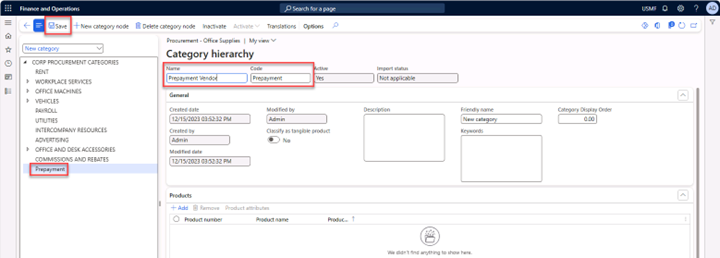 Finance and Operations
Search for a page
USMF
AD
Save
New category node
Delete category node
Inactivate
Activate
Translations
Options
New category
CORP PROCUREMENT CATEGORIES
RENT
WORKPLACE SERVICES
OFFICE MACHINES
VEHICLES
PAYROLL
UTILITIES
INTERCOMPANY RESOURCES
ADVERTISING
OFFICE AND DESK ACCESSORIES
COMMISSIONS AND REBATES
Prepayment
Procurement - Office Supplies | My view
Category hierarchy
Name Code Active Import status
Prepayment Vendor Prepayment Yes Not applicable
General
Created date Modified by Description Friendly name Category Display Order
12/15/2023 03:52:32 PM Admin New category 0.00
Created by Classify as tangible product Keywords
Admin No
Modified date
12/15/2023 03:52:32 PM
Products
+ Add Remove Product attributes
Product number Product name Produc... ↑
We didn't find anything to show here.